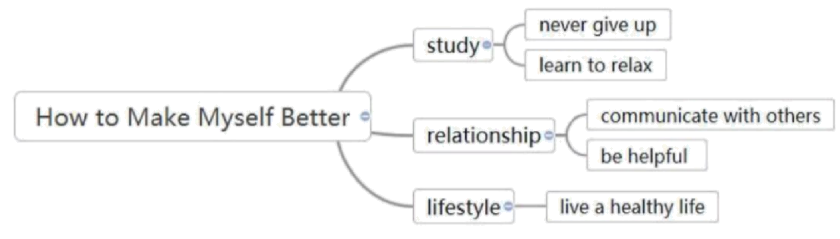 How to Make Myself Better
study
never give up
learn to relax
relationship
communicate with others
be helpful
lifestyle
live a healthy life